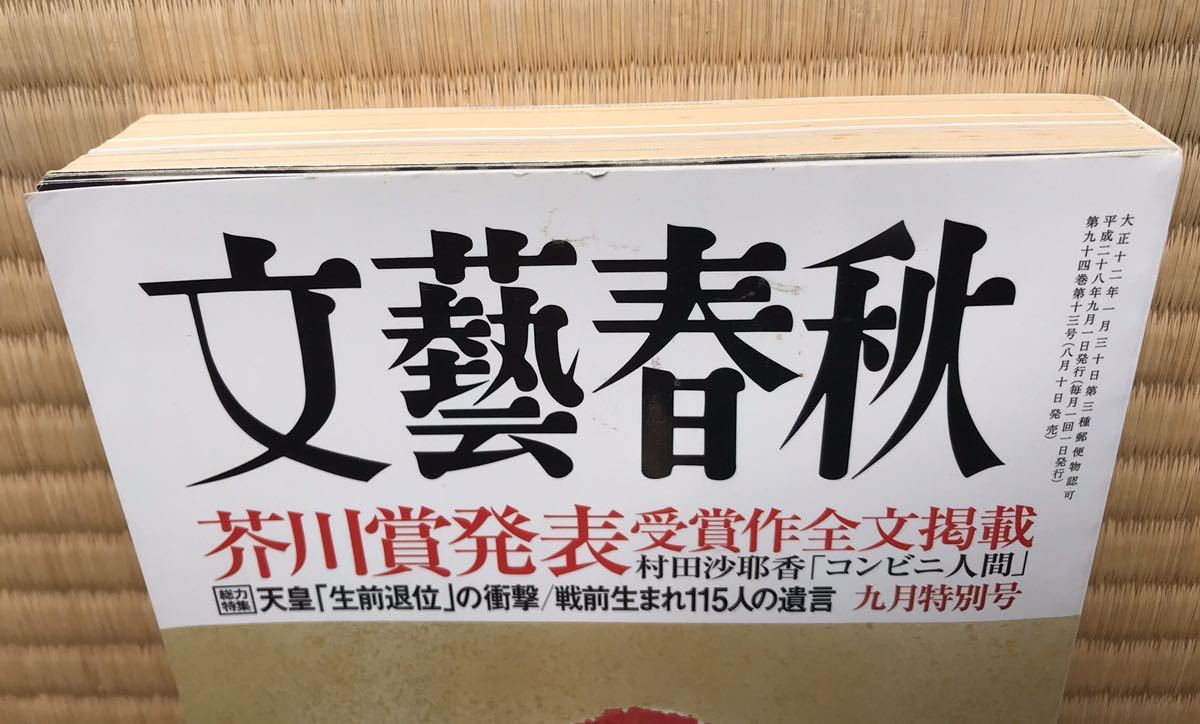 文藝春秋
大正十二年一月三十日第三種郵便物認可
平成二十八年九月一日発行(毎月一回一日発行)
第九十四巻第十三号(八月十日発売)
芥川賞発表受賞作全文掲載
村田沙耶香「コンビニ人間」
総力特集 天皇「生前退位」の衝撃/戦前生まれ115人の遺言 九月特別号